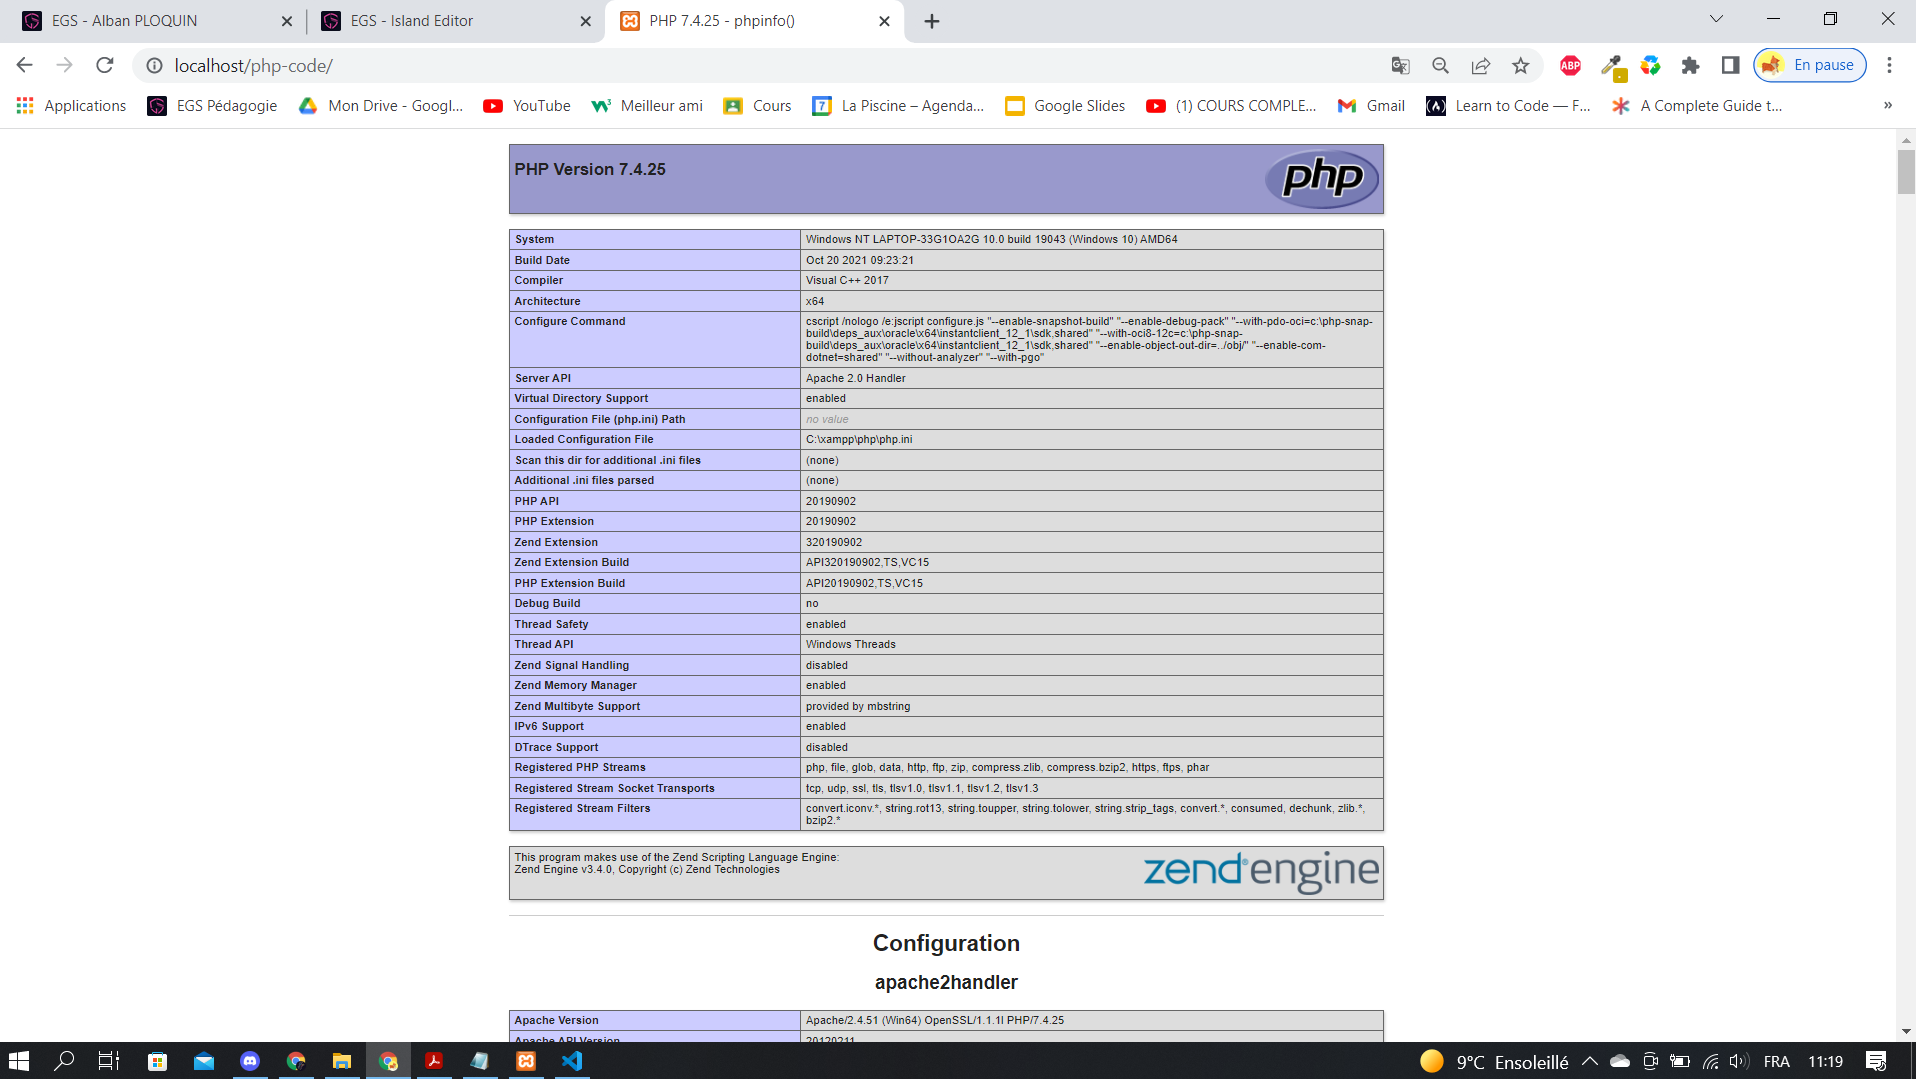 EGS - Alban PLOQUIN
EGS - Island Editor
PHP 7.4.25 - phpinfo()
localhost/php-code/
ABP
En pause
Applications
EGS Pédagogie
Mon Drive - Googl...
YouTube
Meilleur ami
Cours
7
La Piscine – Agenda...
Google Slides
(1) COURS COMPLE...
Gmail
Learn to Code — F...
A Complete Guide t...
»
PHP Version 7.4.25
php
System Windows NT LAPTOP-33G1OA2G 10.0 build 19043 (Windows 10) AMD64
Build Date Oct 20 2021 09:23:21
Compiler Visual C++ 2017
Architecture x64
Configure Command cscript /nologo /e:jscript configure.js "--enable-snapshot-build" "--enable-debug-pack" "--with-pdo-oci=c:\php-snap-
build\deps_aux\oracle\x64\instantclient_12_1\sdk,shared" "--with-oci8-12c=c:\php-snap-
build\deps_aux\oracle\x64\instantclient_12_1\sdk,shared" "--enable-object-out-dir=../obj/" "--enable-com-
dotnet=shared" "--without-analyzer" "--with-pgo"
Server API Apache 2.0 Handler
Virtual Directory Support enabled
Configuration File (php.ini) Path no value
Loaded Configuration File C:\xampp\php\php.ini
Scan this dir for additional .ini files (none)
Additional .ini files parsed (none)
PHP API 20190902
PHP Extension 20190902
Zend Extension 320190902
Zend Extension Build API320190902,TS,VC15
PHP Extension Build API20190902,TS,VC15
Debug Build no
Thread Safety enabled
Thread API Windows Threads
Zend Signal Handling disabled
Zend Memory Manager enabled
Zend Multibyte Support provided by mbstring
IPv6 Support enabled
DTrace Support disabled
Registered PHP Streams php, file, glob, data, http, ftp, zip, compress.zlib, compress.bzip2, https, ftps, phar
Registered Stream Socket Transports tcp, udp, ssl, tls, tlsv1.0, tlsv1.1, tlsv1.2, tlsv1.3
Registered Stream Filters convert.iconv.*, string.rot13, string.toupper, string.tolower, string.strip_tags, convert.*, consumed, dechunk, zlib.*,
bzip2.*
This program makes use of the Zend Scripting Language Engine:
Zend Engine v3.4.0, Copyright (c) Zend Technologies
zend® engine
Configuration
apache2handler
Apache Version Apache/2.4.51 (Win64) OpenSSL/1.1.1l PHP/7.4.25
Apache API Version 20120211
9°C Ensoleillé
FRA
11:19